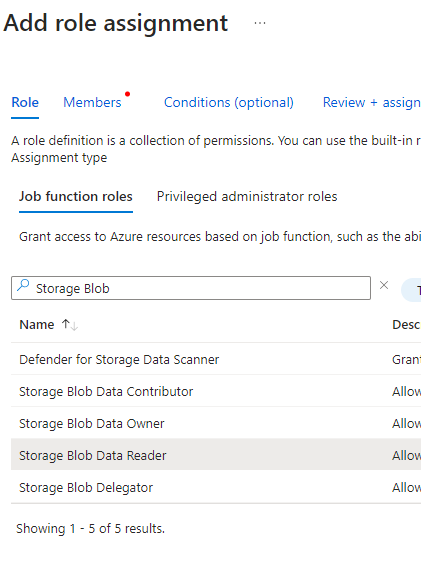 Add role assignment ...
Role Members Conditions (optional) Review + assign
A role definition is a collection of permissions. You can use the built-in r
Assignment type
Job function roles Privileged administrator roles
Grant access to Azure resources based on job function, such as the abi
Storage Blob
Name ↑↓ Desc
Defender for Storage Data Scanner Gran
Storage Blob Data Contributor Allow
Storage Blob Data Owner Allow
Storage Blob Data Reader Allow
Storage Blob Delegator Allow
Showing 1 - 5 of 5 results.